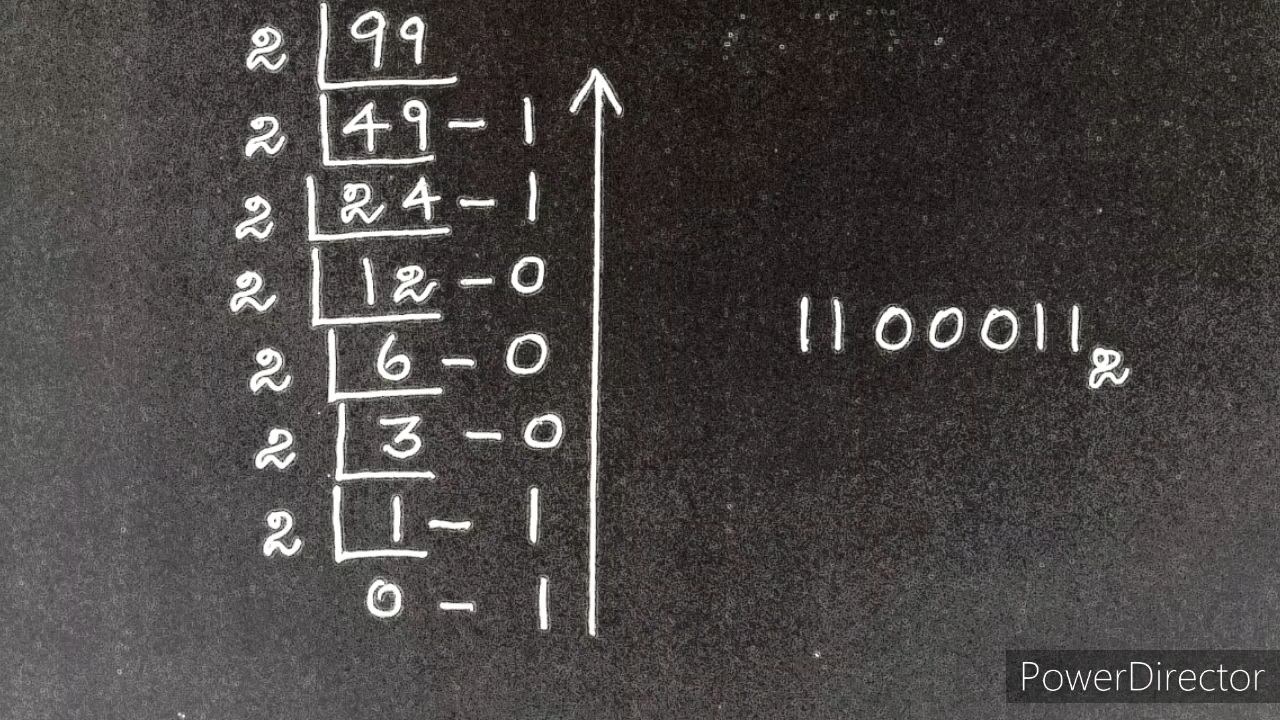 2 99
2 49 - 1
2 24 - 1
2 12 - 0
2 6 - 0
1100011₂
2 3 - 0
2 1 - 1
0 - 1
PowerDirector